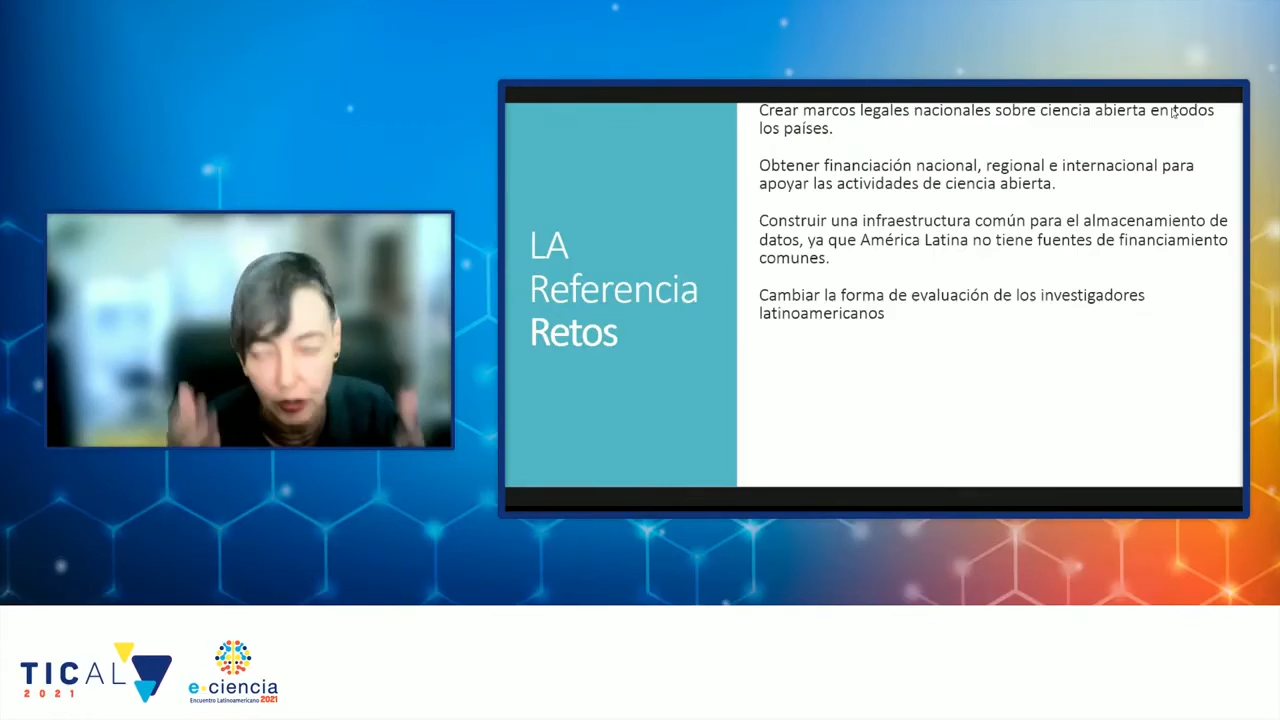 LA
Referencia
Retos
Crear marcos legales nacionales sobre ciencia abierta en todos
los países.
Obtener financiación nacional, regional e internacional para
apoyar las actividades de ciencia abierta.
Construir una infraestructura común para el almacenamiento de
datos, ya que América Latina no tiene fuentes de financiamiento
comunes.
Cambiar la forma de evaluación de los investigadores
latinoamericanos
TICAL
2021
e-ciencia
Encuentro Latinoamericano 2021